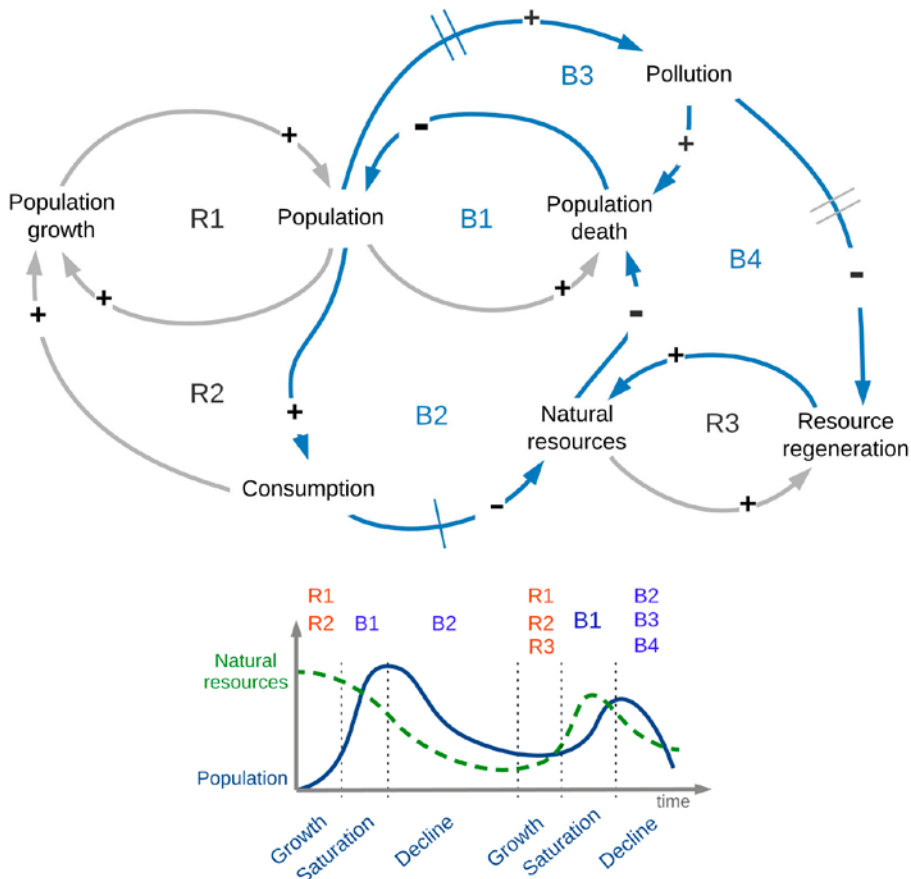 +
B3
Pollution
-
+
+
Population
growth
R1
Population
B1
Population
death
B4
+
+
+
-
-
R2
+
B2
+
Natural
resources
R3
Resource
regeneration
Consumption
-
+
R1
R2
B1
B2
R1
R2
R3
B1
B2
B3
B4
Natural
resources
Population
time
Growth
Saturation
Decline
Growth
Saturation
Decline